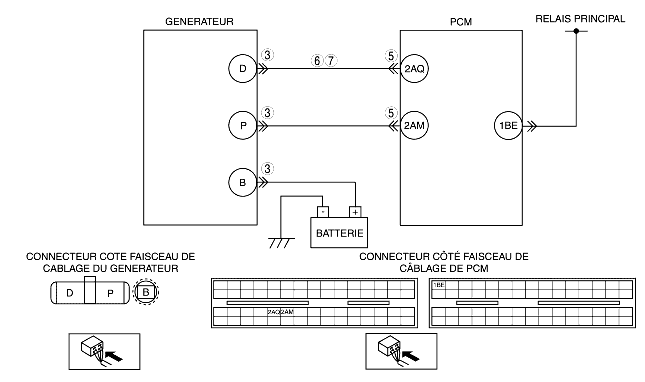 GENERATEUR
PCM
RELAIS PRINCIPAL
D
3
6 7
5
2AQ
P
3
5
2AM
1BE
B
3
- +
BATTERIE
CONNECTEUR COTE FAISCEAU DE
CABLAGE DU GENERATEUR
D P B
CONNECTEUR CÔTÉ FAISCEAU DE
CÂBLAGE DE PCM
1BE
2AQ 2AM